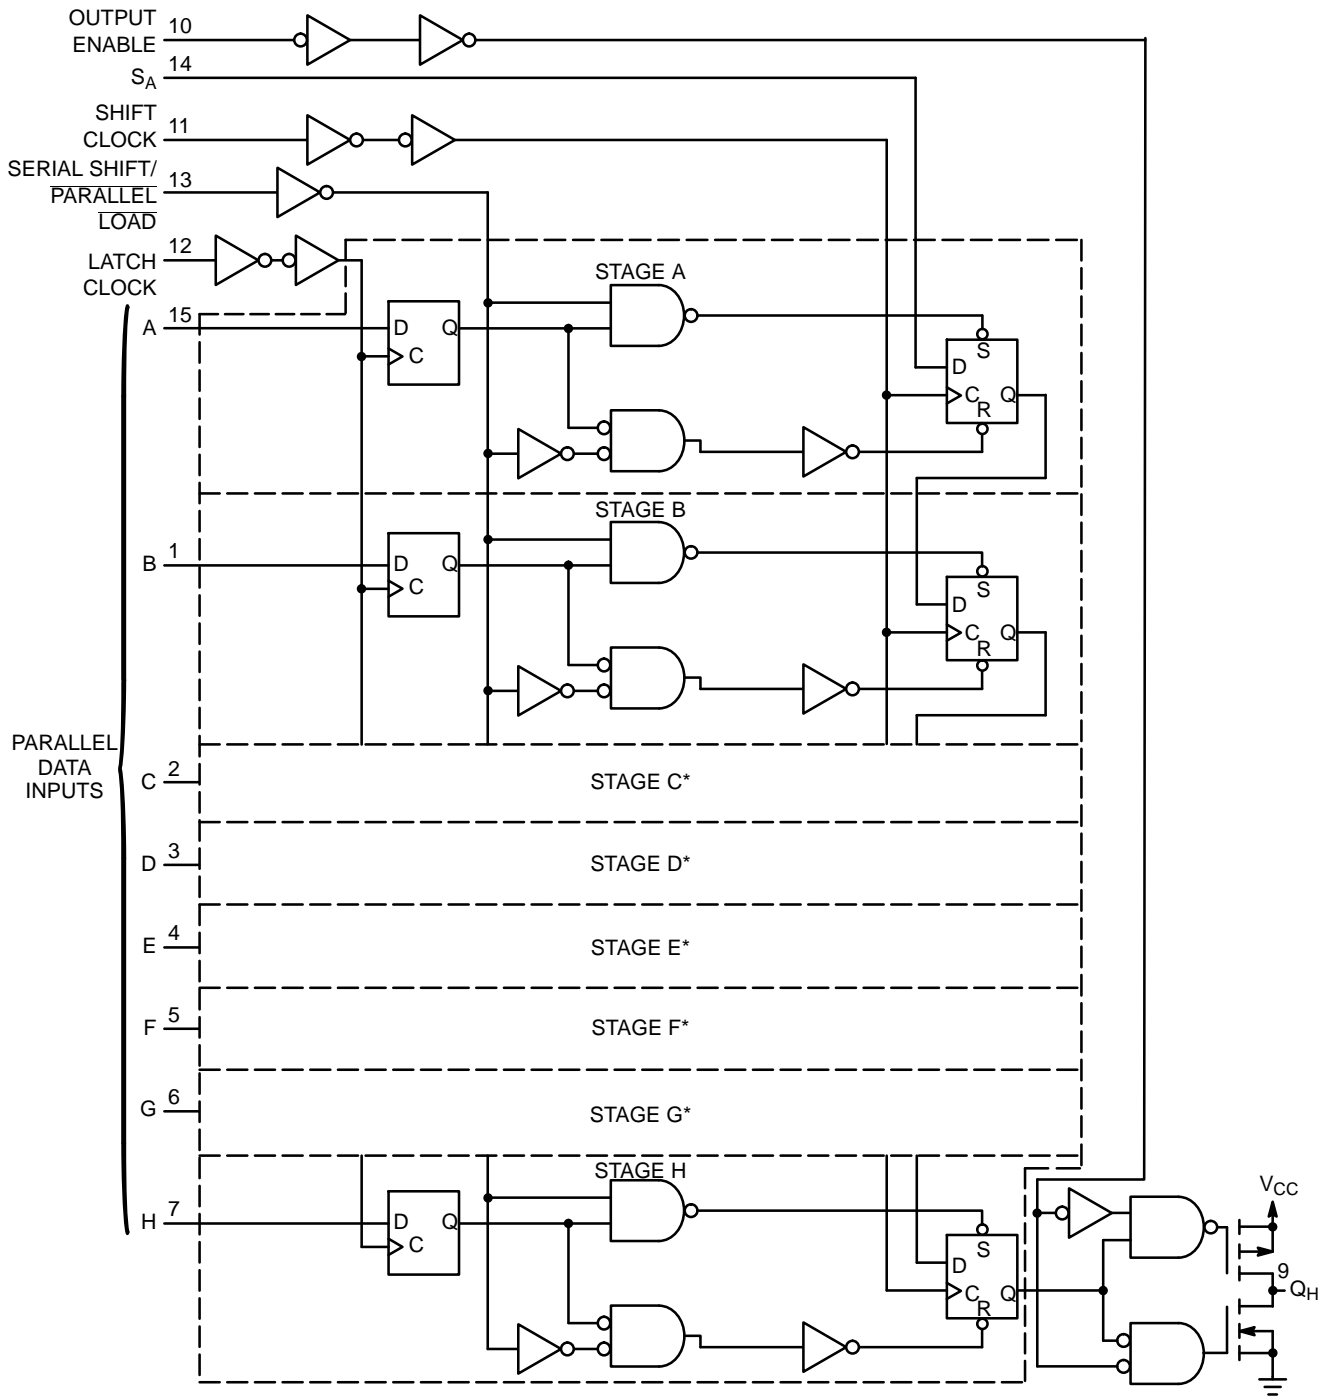 OUTPUT
ENABLE
10
S_A
14
SHIFT
CLOCK
11
SERIAL SHIFT/
PARALLEL
LOAD
13
LATCH
CLOCK
12
STAGE A
A
15
D
Q
C
S
D
C
Q
R
STAGE B
B
1
D
Q
C
S
D
C
Q
R
PARALLEL
DATA
INPUTS
C
2
STAGE C*
D
3
STAGE D*
E
4
STAGE E*
F
5
STAGE F*
G
6
STAGE G*
STAGE H
H
7
D
Q
C
S
D
C
Q
R
V_CC
9
Q_H